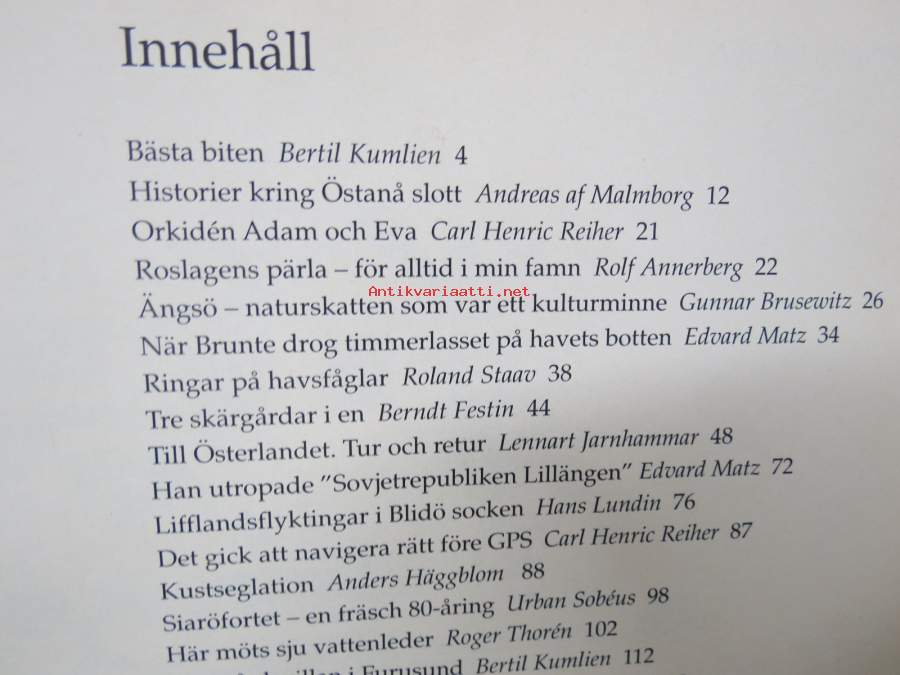 Innehåll
Bästa biten Bertil Kumlien 4
Historier kring Östanå slott Andreas af Malmborg 12
Orkidén Adam och Eva Carl Henric Reiher 21
Roslagens pärla – för alltid i min famn Rolf Annerberg 22
Antikvariaatti.net
Ängsö – naturskatten som var ett kulturminne Gunnar Brusewitz 26
När Brunte drog timmerlasset på havets botten Edvard Matz 34
Ringar på havsfåglar Roland Staav 38
Tre skärgårdar i en Berndt Festin 44
Till Österlandet. Tur och retur Lennart Jarnhammar 48
Han utropade ”Sovjetrepubliken Lillängen” Edvard Matz 72
Lifflandsflyktingar i Blidö socken Hans Lundin 76
Det gick att navigera rätt före GPS Carl Henric Reiher 87
Kustseglation Anders Häggblom 88
Siaröfortet – en fräsch 80-åring Urban Sobéus 98
Här möts sju vattenleder Roger Thorén 102
i Furusund Bertil Kumlien 112